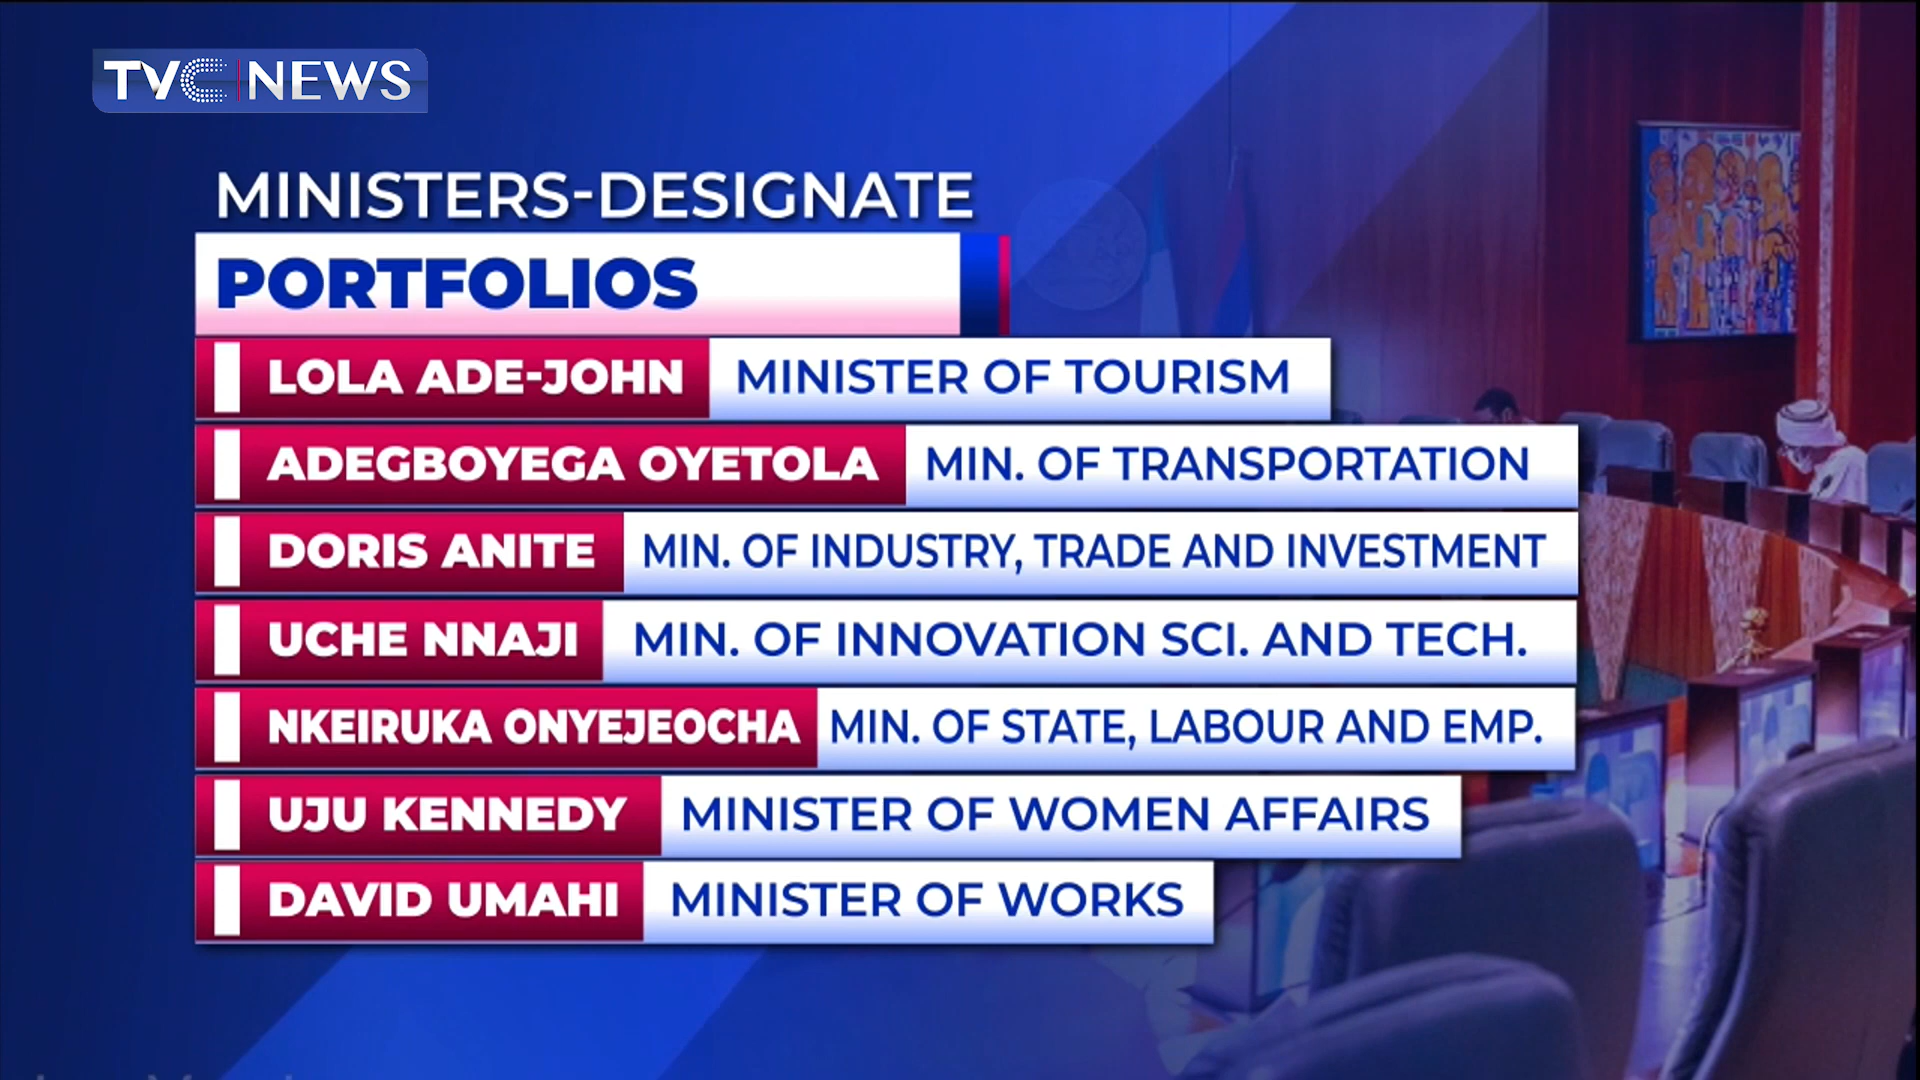 TVC NEWS
MINISTERS-DESIGNATE
PORTFOLIOS
LOLA ADE-JOHN MINISTER OF TOURISM
ADEGBOYEGA OYETOLA MIN. OF TRANSPORTATION
DORIS ANITE MIN. OF INDUSTRY, TRADE AND INVESTMENT
UCHE NNAJI MIN. OF INNOVATION SCI. AND TECH.
NKEIRUKA ONYEJEOCHA MIN. OF STATE, LABOUR AND EMP.
UJU KENNEDY MINISTER OF WOMEN AFFAIRS
DAVID UMAHI MINISTER OF WORKS